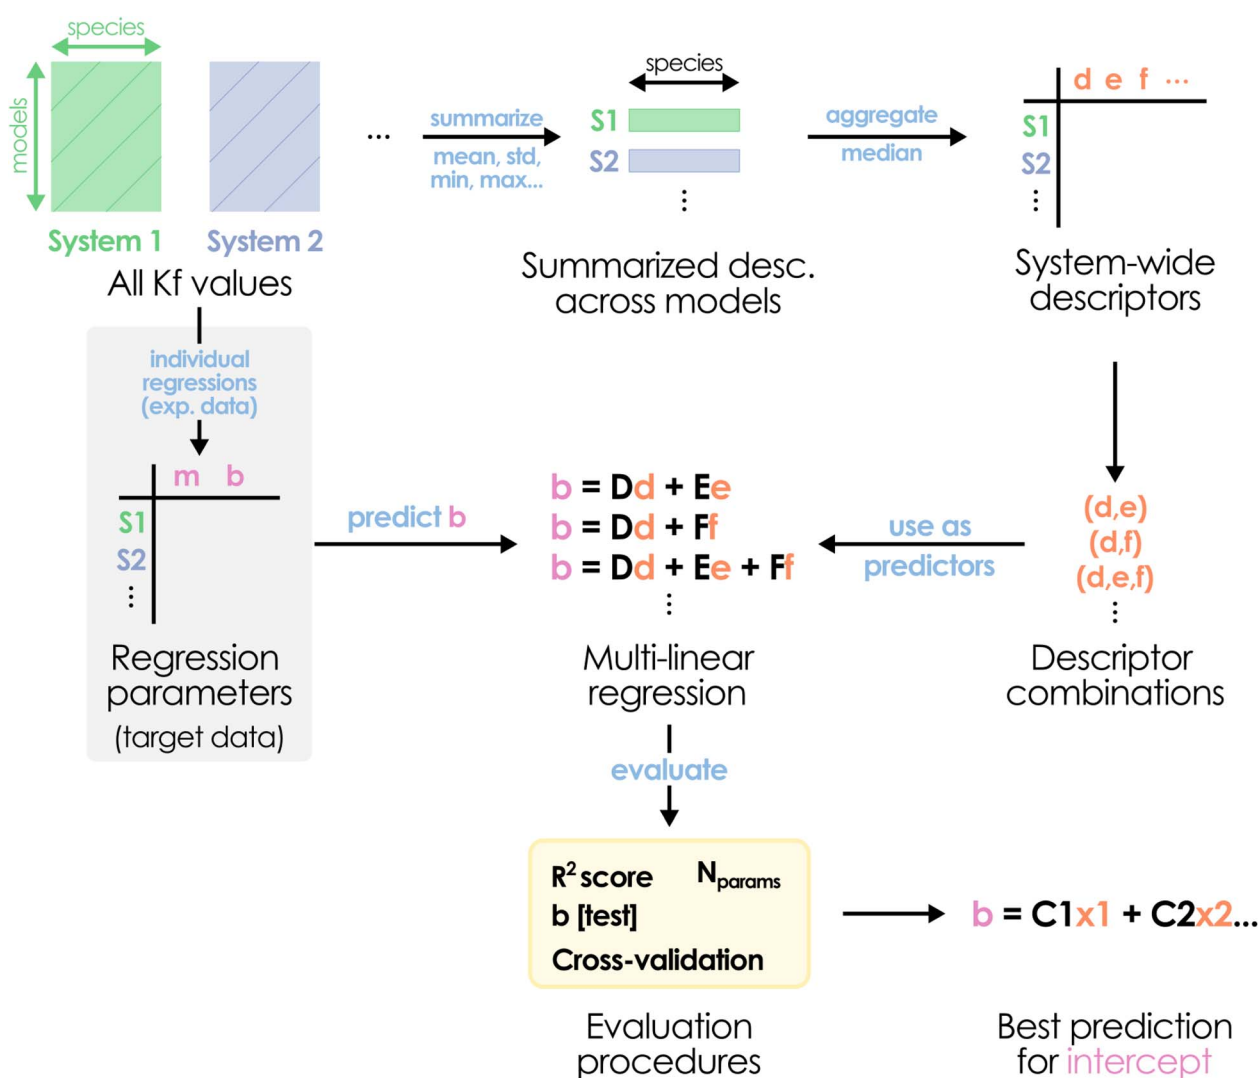 species
models
System 1
System 2
All Kf values
...
summarize
mean, std,
min, max...
species
S1
S2
⋮
Summarized desc.
across models
aggregate
median
d e f ...
S1
S2
⋮
System-wide
descriptors
individual
regressions
(exp. data)
m b
S1
S2
⋮
Regression
parameters
(target data)
predict b
b = Dd + Ee
b = Dd + Ff
b = Dd + Ee + Ff
⋮
Multi-linear
regression
use as
predictors
(d,e)
(d,f)
(d,e,f)
⋮
Descriptor
combinations
evaluate
R² score N_params
b [test]
Cross-validation
Evaluation
procedures
b = C1x1 + C2x2...
Best prediction
for intercept